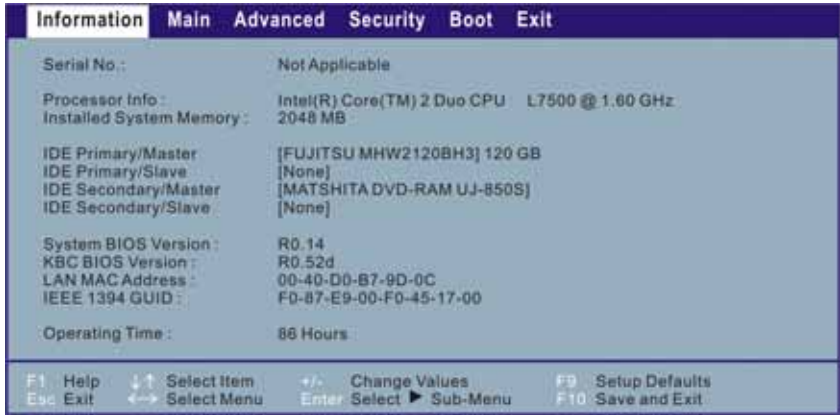 Information Main Advanced Security Boot Exit
Serial No.: Not Applicable
Processor Info : Intel(R) Core(TM) 2 Duo CPU L7500 @ 1.60 GHz
Installed System Memory : 2048 MB
IDE Primary/Master [FUJITSU MHW2120BH3] 120 GB
IDE Primary/Slave [None]
IDE Secondary/Master [MATSHITA DVD-RAM UJ-850S]
IDE Secondary/Slave [None]
System BIOS Version : R0.14
KBC BIOS Version : R0.52d
LAN MAC Address : 00-40-D0-B7-9D-0C
IEEE 1394 GUID : F0-87-E9-00-F0-45-17-00
Operating Time : 86 Hours
F1 Help ↓↑ Select Item +/- Change Values F9 Setup Defaults
Esc Exit ←→ Select Menu Enter Select ▶ Sub-Menu F10 Save and Exit